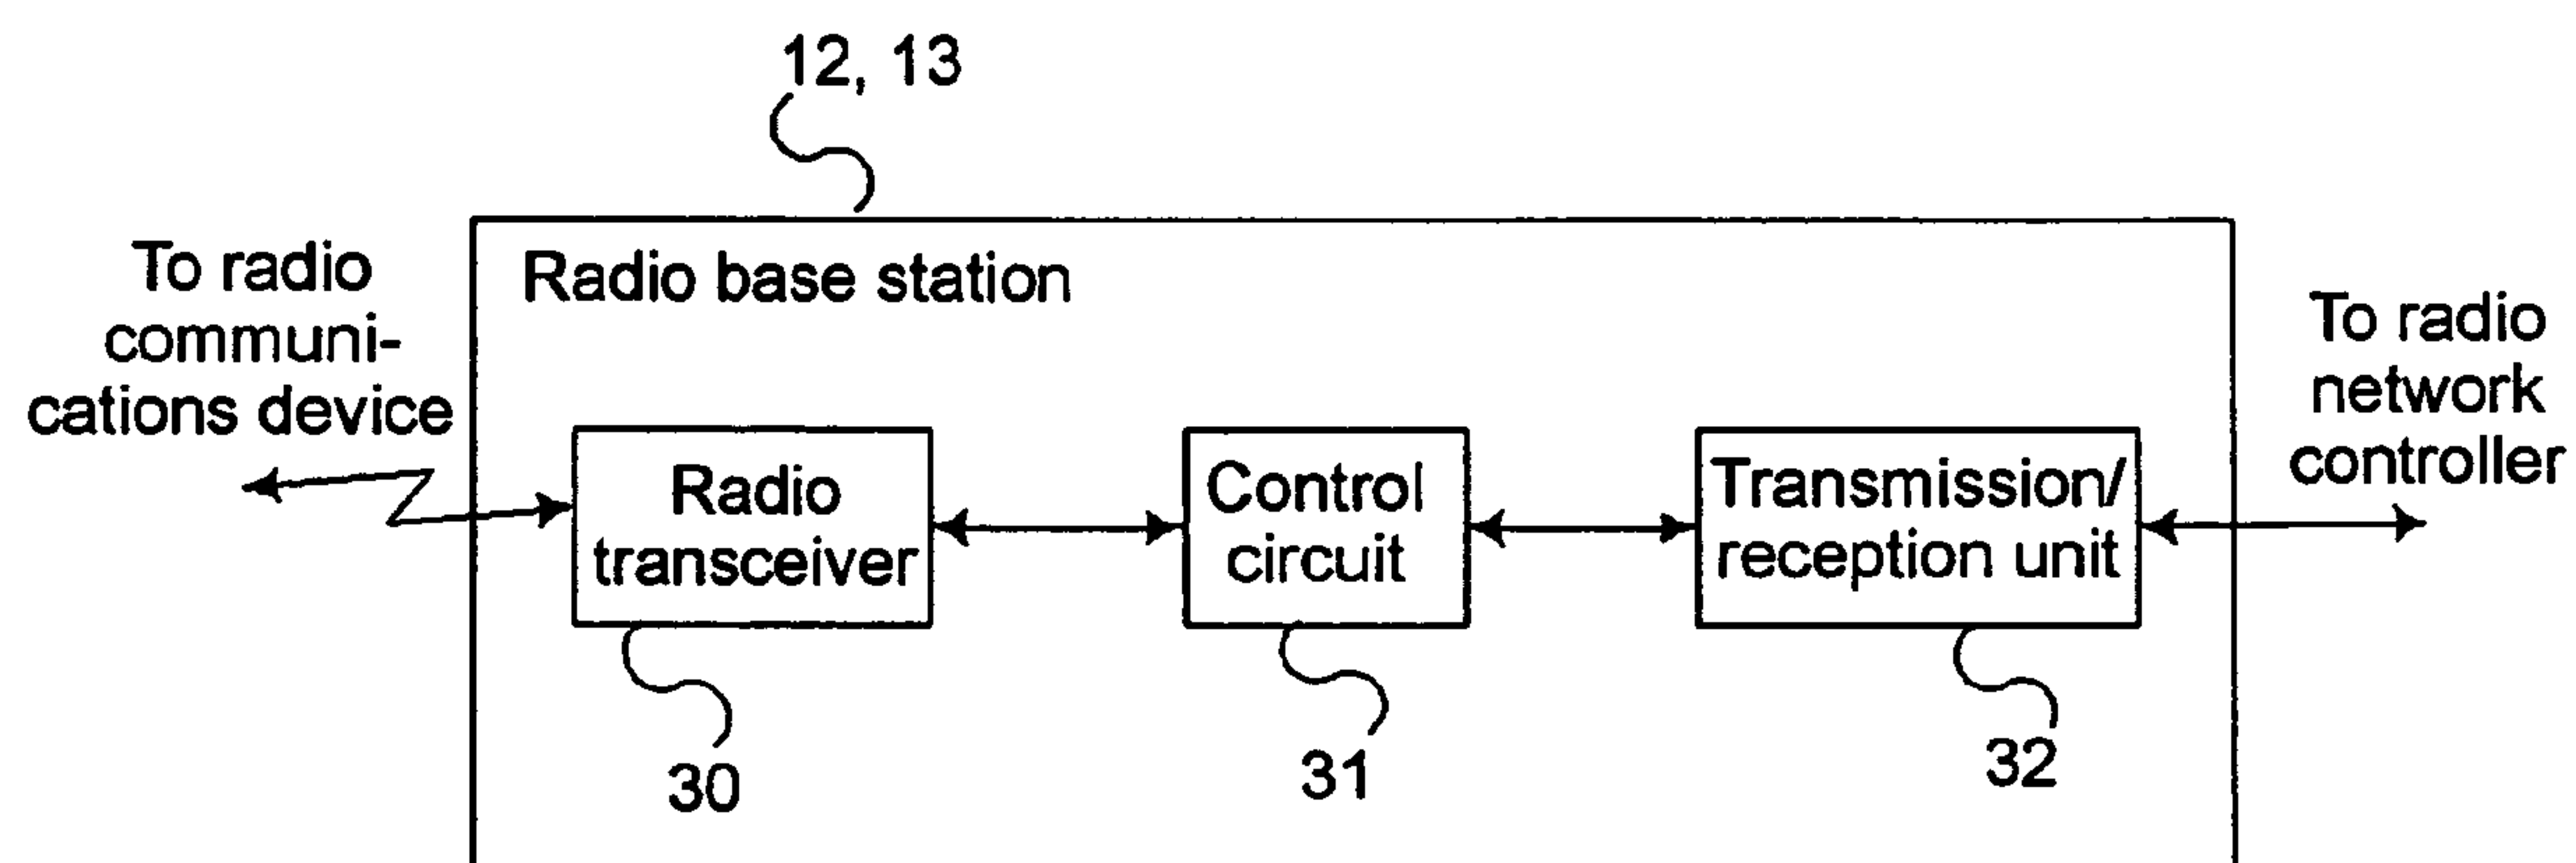 12, 13
To radio
communi-
cations device
Radio base station
To radio
network
controller
Radio
transceiver
Control
circuit
Transmission/
reception unit
30
31
32